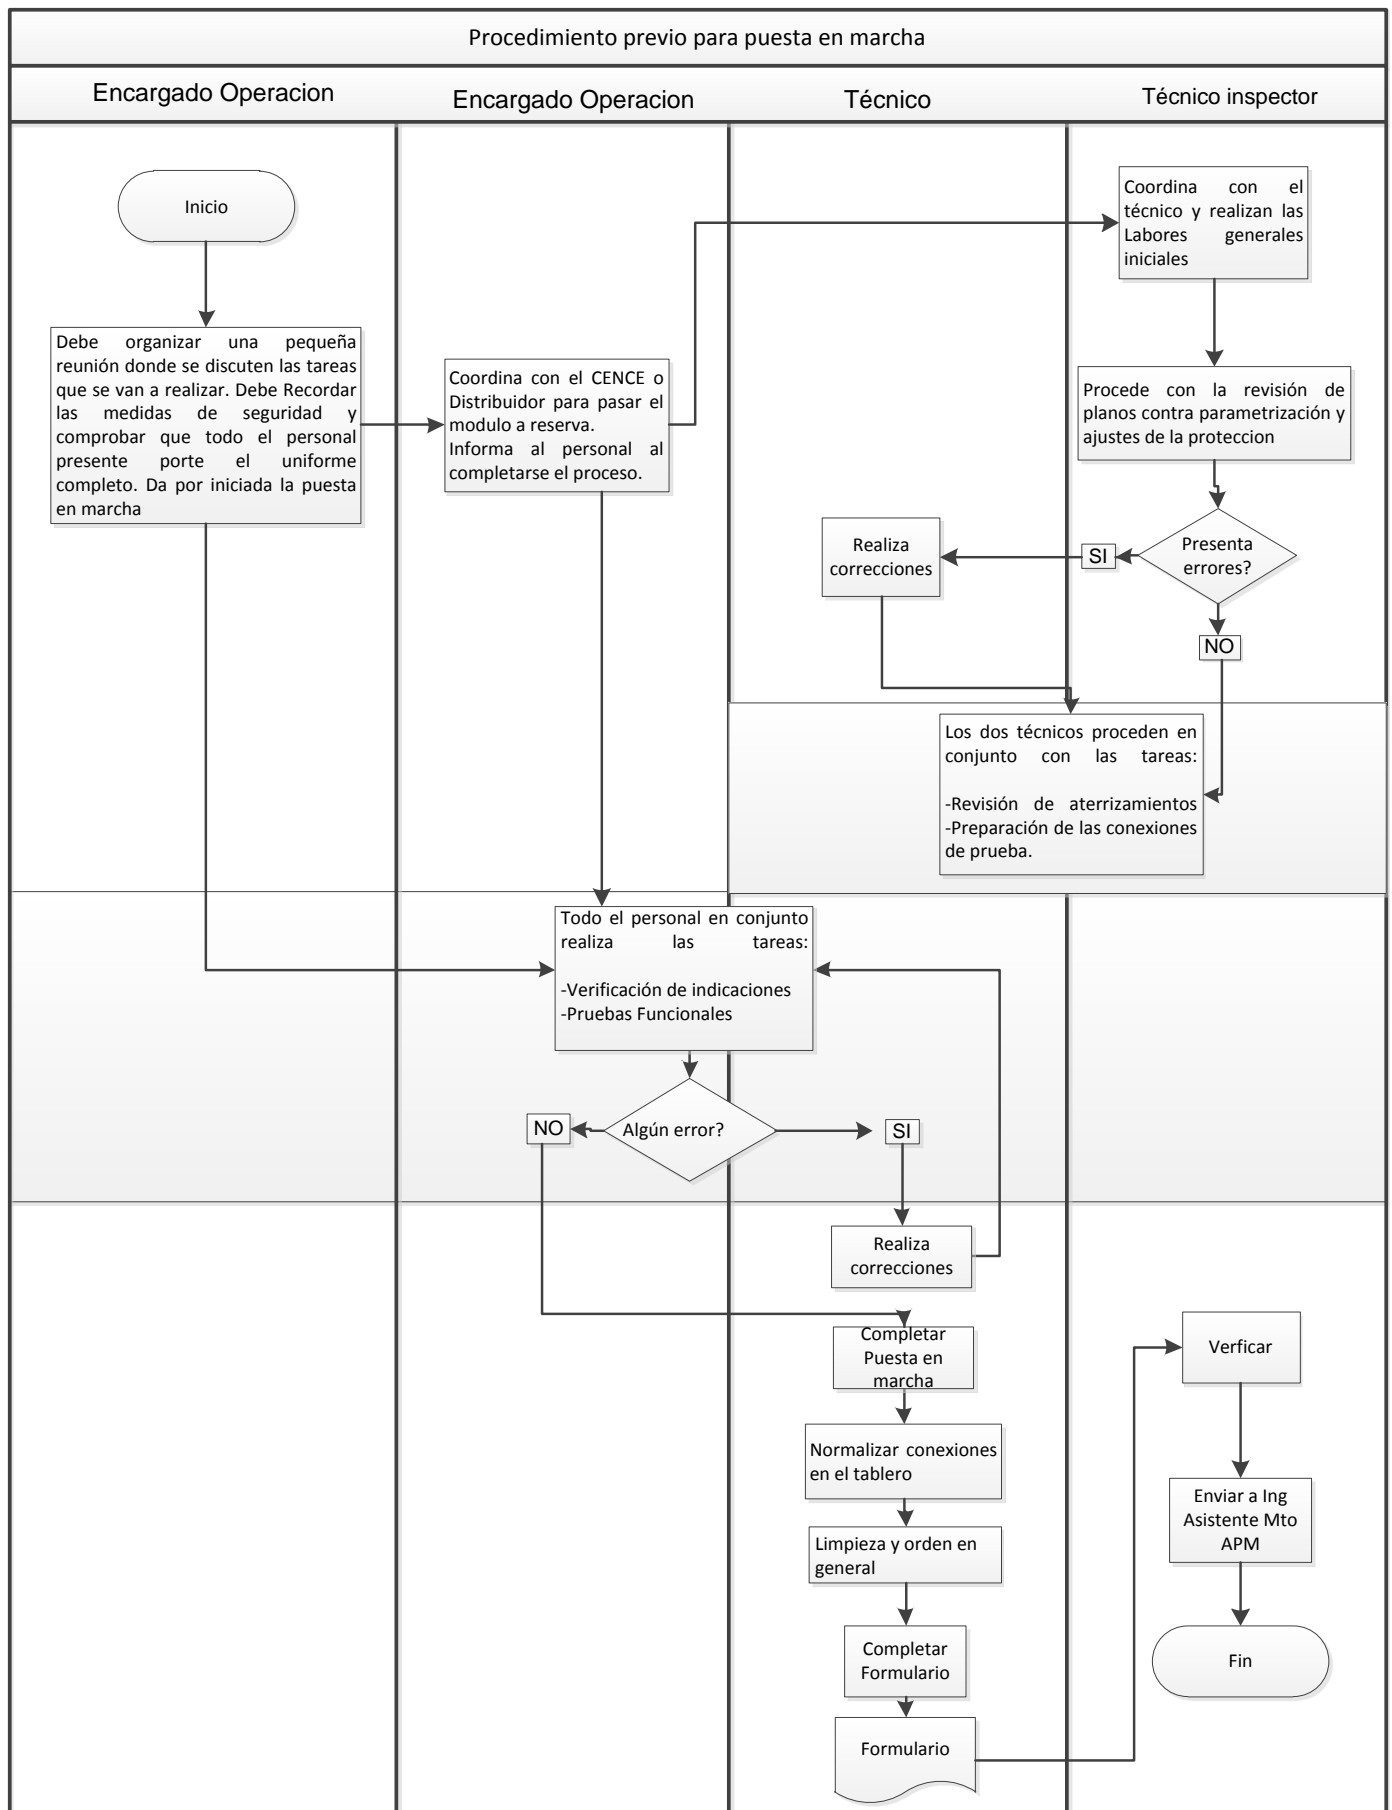 Procedimiento previo para puesta en marcha
Encargado Operacion
Encargado Operacion
Técnico
Técnico inspector
Inicio
Debe organizar una pequeña
reunión donde se discuten las tareas
que se van a realizar. Debe Recordar
las medidas de seguridad y
comprobar que todo el personal
presente porte el uniforme
completo. Da por iniciada la puesta
en marcha
Coordina con el CENCE o
Distribuidor para pasar el
modulo a reserva.
Informa al personal al
completarse el proceso.
Coordina con el
técnico y realizan las
Labores generales
iniciales
Procede con la revisión de
planos contra parametrización y
ajustes de la proteccion
Presenta
errores?
SI
Realiza
correcciones
NO
Los dos técnicos proceden en
conjunto con las tareas:
-Revisión de aterrizamientos
-Preparación de las conexiones
de prueba.
Todo el personal en conjunto
realiza las tareas:
-Verificación de indicaciones
-Pruebas Funcionales
Algún error?
NO
SI
Realiza
correcciones
Completar
Puesta en
marcha
Normalizar conexiones
en el tablero
Limpieza y orden en
general
Completar
Formulario
Formulario
Verficar
Enviar a Ing
Asistente Mto
APM
Fin